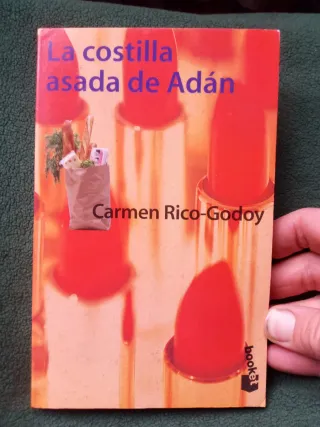 La costilla
asada de Adán
Carmen Rico-Godoy
booket